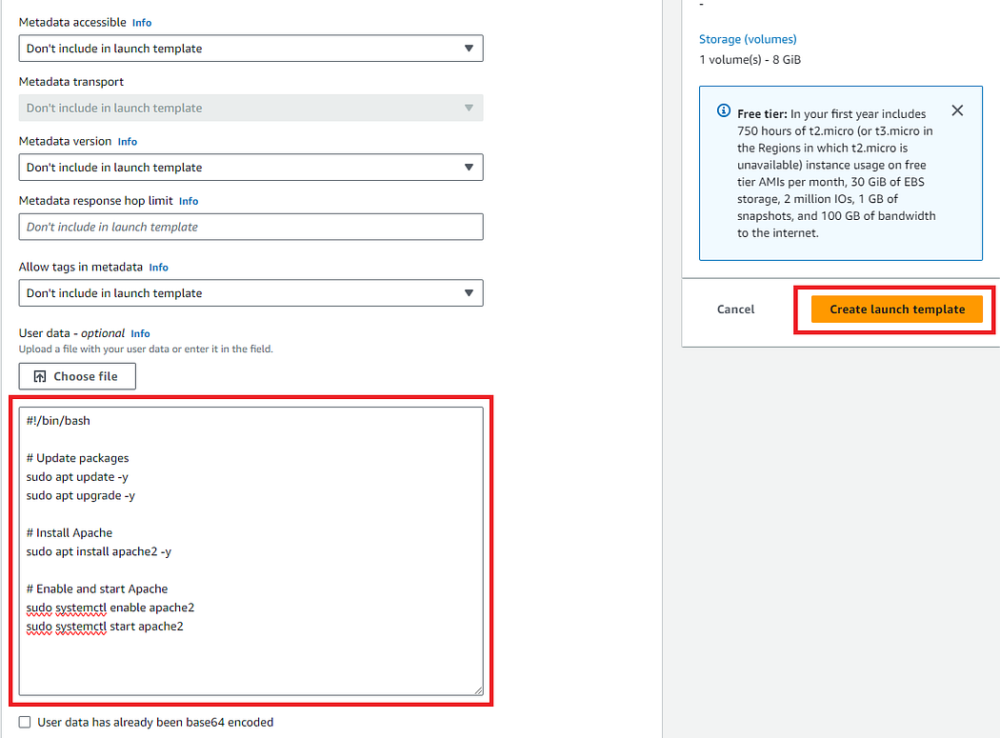 Metadata accessible Info
Don't include in launch template
Metadata transport
Don't include in launch template
Metadata version Info
Don't include in launch template
Metadata response hop limit Info
Don't include in launch template
Allow tags in metadata Info
Don't include in launch template
User data - optional Info
Upload a file with your user data or enter it in the field.
Choose file
#!/bin/bash
# Update packages
sudo apt update -y
sudo apt upgrade -y
# Install Apache
sudo apt install apache2 -y
# Enable and start Apache
sudo systemctl enable apache2
sudo systemctl start apache2
User data has already been base64 encoded
-
Storage (volumes)
1 volume(s) - 8 GiB
Free tier: In your first year includes
750 hours of t2.micro (or t3.micro in
the Regions in which t2.micro is
unavailable) instance usage on free
tier AMIs per month, 30 GiB of EBS
storage, 2 million IOs, 1 GB of
snapshots, and 100 GB of bandwidth
to the internet.
Cancel
Create launch template